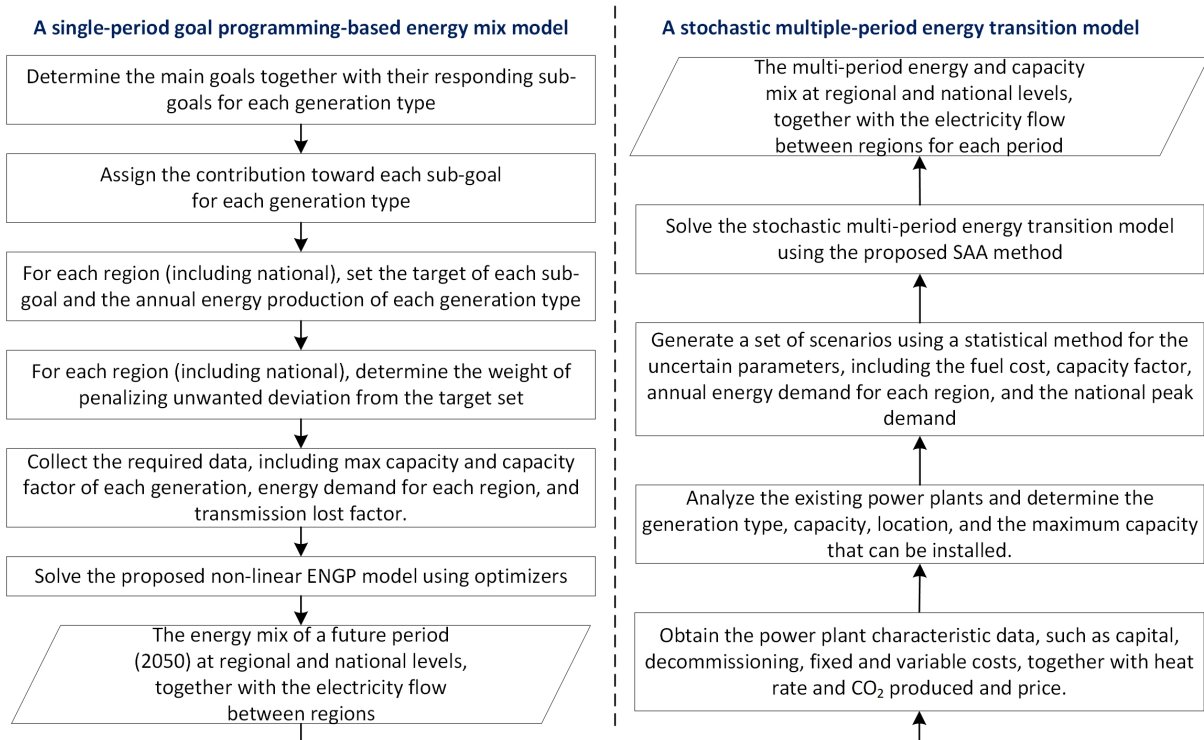 A single-period goal programming-based energy mix model
Determine the main goals together with their responding sub-
goals for each generation type
Assign the contribution toward each sub-goal
for each generation type
For each region (including national), set the target of each sub-
goal and the annual energy production of each generation type
For each region (including national), determine the weight of
penalizing unwanted deviation from the target set
Collect the required data, including max capacity and capacity
factor of each generation, energy demand for each region, and
transmission lost factor.
Solve the proposed non-linear ENGP model using optimizers
The energy mix of a future period
(2050) at regional and national levels,
together with the electricity flow
between regions
A stochastic multiple-period energy transition model
The multi-period energy and capacity
mix at regional and national levels,
together with the electricity flow
between regions for each period
Solve the stochastic multi-period energy transition model
using the proposed SAA method
Generate a set of scenarios using a statistical method for the
uncertain parameters, including the fuel cost, capacity factor,
annual energy demand for each region, and the national peak
demand
Analyze the existing power plants and determine the
generation type, capacity, location, and the maximum capacity
that can be installed.
Obtain the power plant characteristic data, such as capital,
decommissioning, fixed and variable costs, together with heat
rate and CO₂ produced and price.